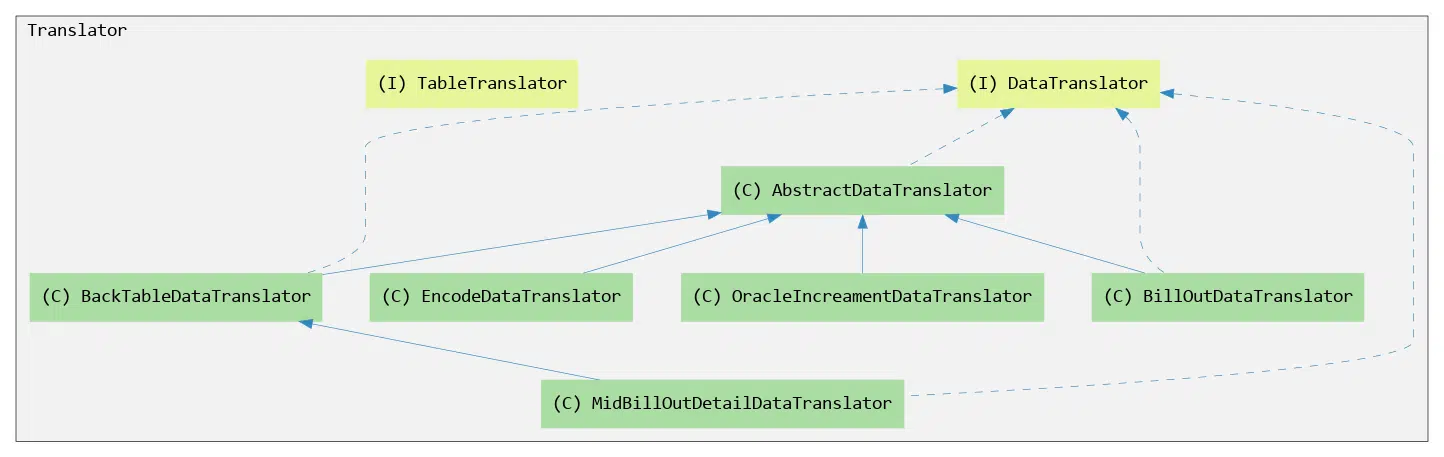 Translator
(I) TableTranslator
(I) DataTranslator
(C) AbstractDataTranslator
(C) BackTableDataTranslator
(C) EncodeDataTranslator
(C) OracleIncreamentDataTranslator
(C) BillOutDataTranslator
(C) MidBillOutDetailDataTranslator